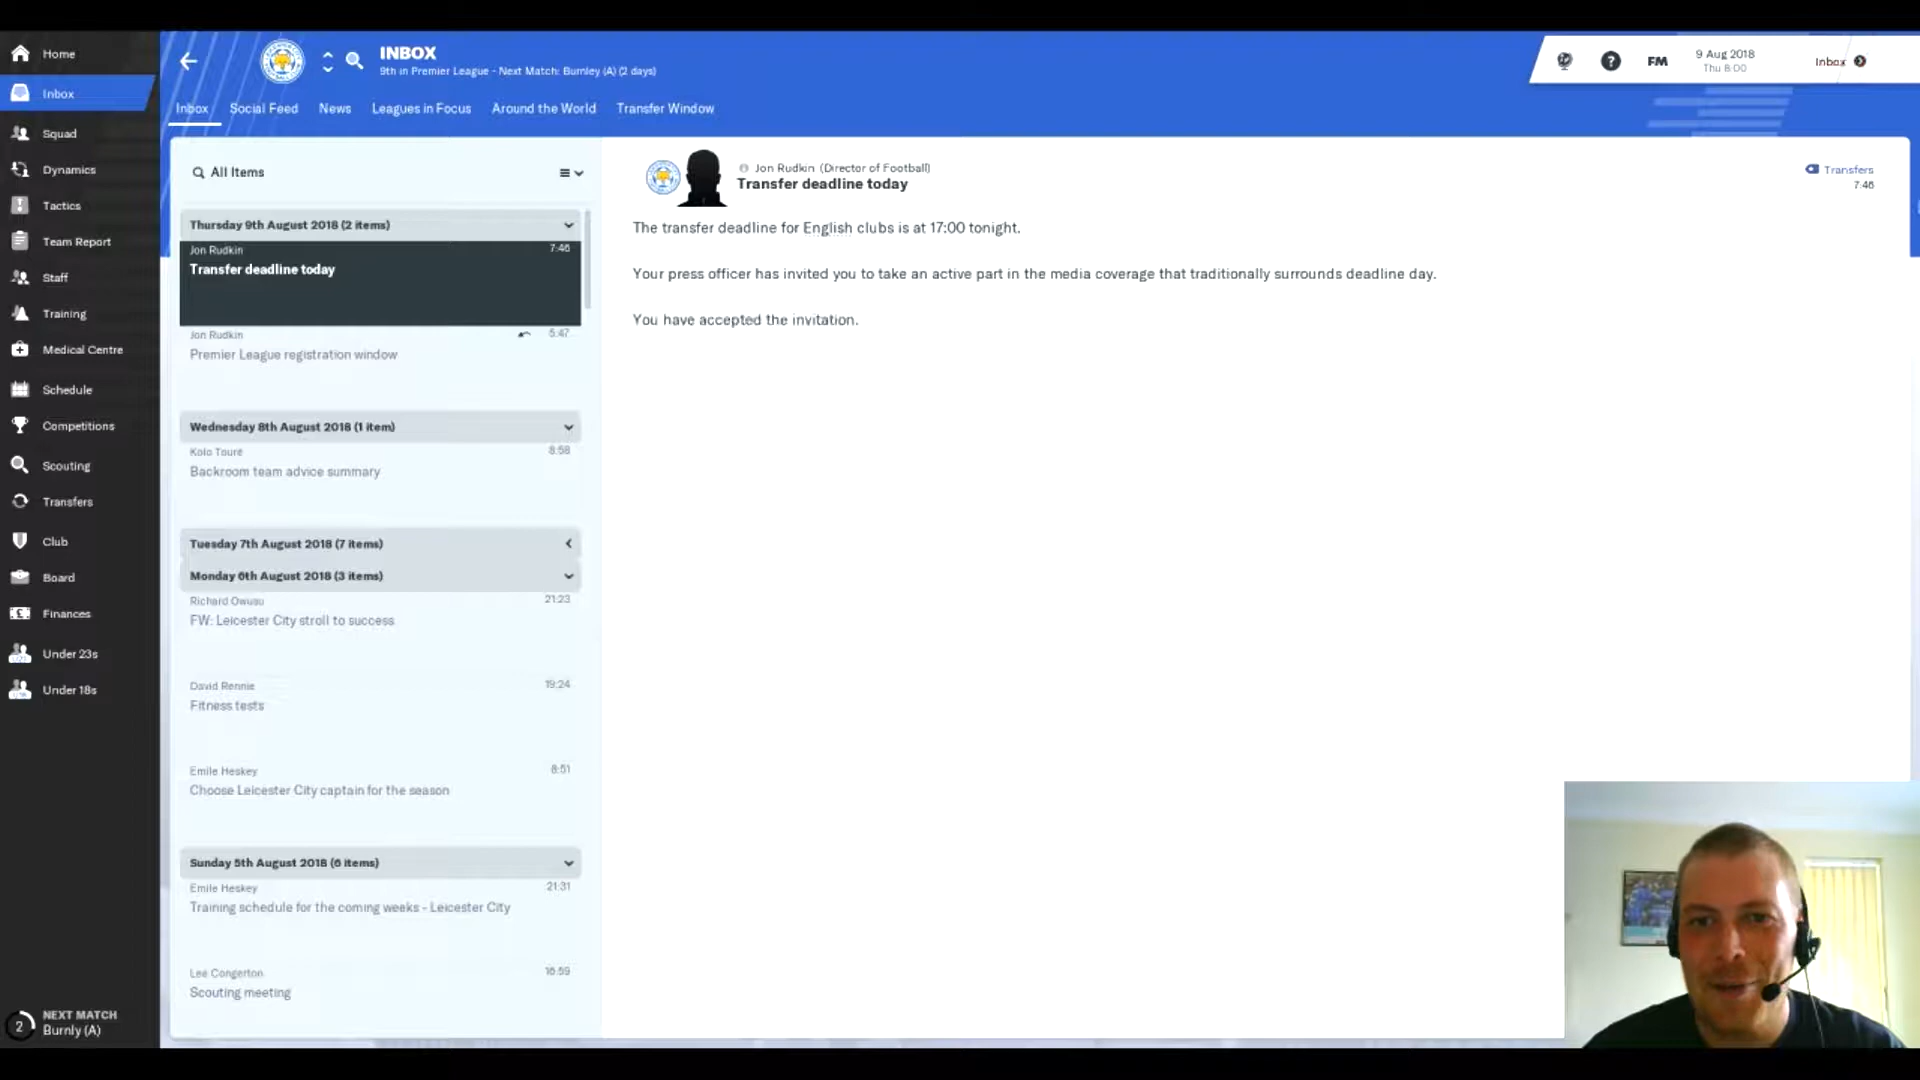 Home
Inbox
Squad
Dynamics
Tactics
Team Report
Staff
Training
Medical Centre
Schedule
Competitions
Scouting
Transfers
Club
Board
Finances
Under 23s
Under 18s
2
NEXT MATCH
Burnly (A)
INBOX
9th in Premier League - Next Match: Burnley (A) (2 days)
?
FM
9 Aug 2018
Thu 8:00
Inbox
Inbox
Social Feed
News
Leagues in Focus
Around the World
Transfer Window
All Items
Thursday 9th August 2018 (2 items)
Jon Rudkin
7:46
Transfer deadline today
Jon Rudkin
5:47
Premier League registration window
Wednesday 8th August 2018 (1 item)
Kolo Touré
8:58
Backroom team advice summary
Tuesday 7th August 2018 (7 items)
Monday 6th August 2018 (3 items)
Richard Owusu
21:23
FW: Leicester City stroll to success
David Rennie
19:24
Fitness tests
Emile Heskey
8:51
Choose Leicester City captain for the season
Sunday 5th August 2018 (6 items)
Emile Heskey
21:31
Training schedule for the coming weeks - Leicester City
Lee Congerton
16:59
Scouting meeting
Jon Rudkin (Director of Football)
Transfer deadline today
Transfers
7:46
The transfer deadline for English clubs is at 17:00 tonight.
Your press officer has invited you to take an active part in the media coverage that traditionally surrounds deadline day.
You have accepted the invitation.